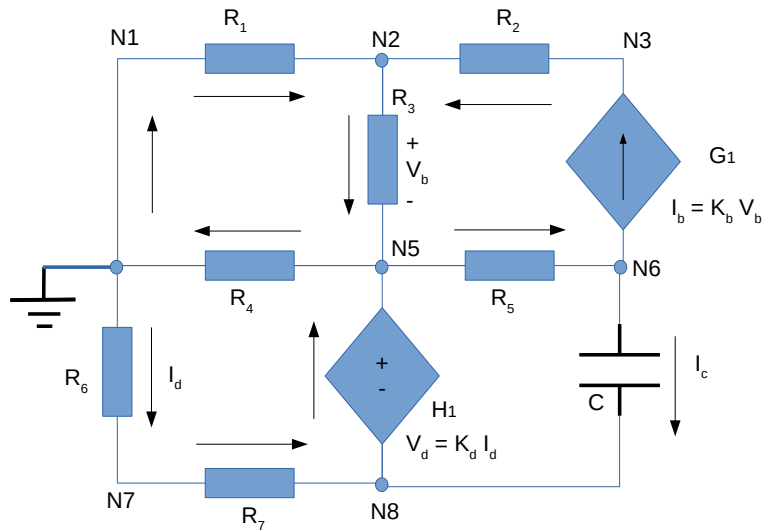 N1
R1
N2
R2
N3
R3
+
Vb
-
G1
Ib = Kb Vb
N5
N6
R4
R5
R6
Id
+
-
H1
Vd = Kd Id
C
Ic
N7
R7
N8